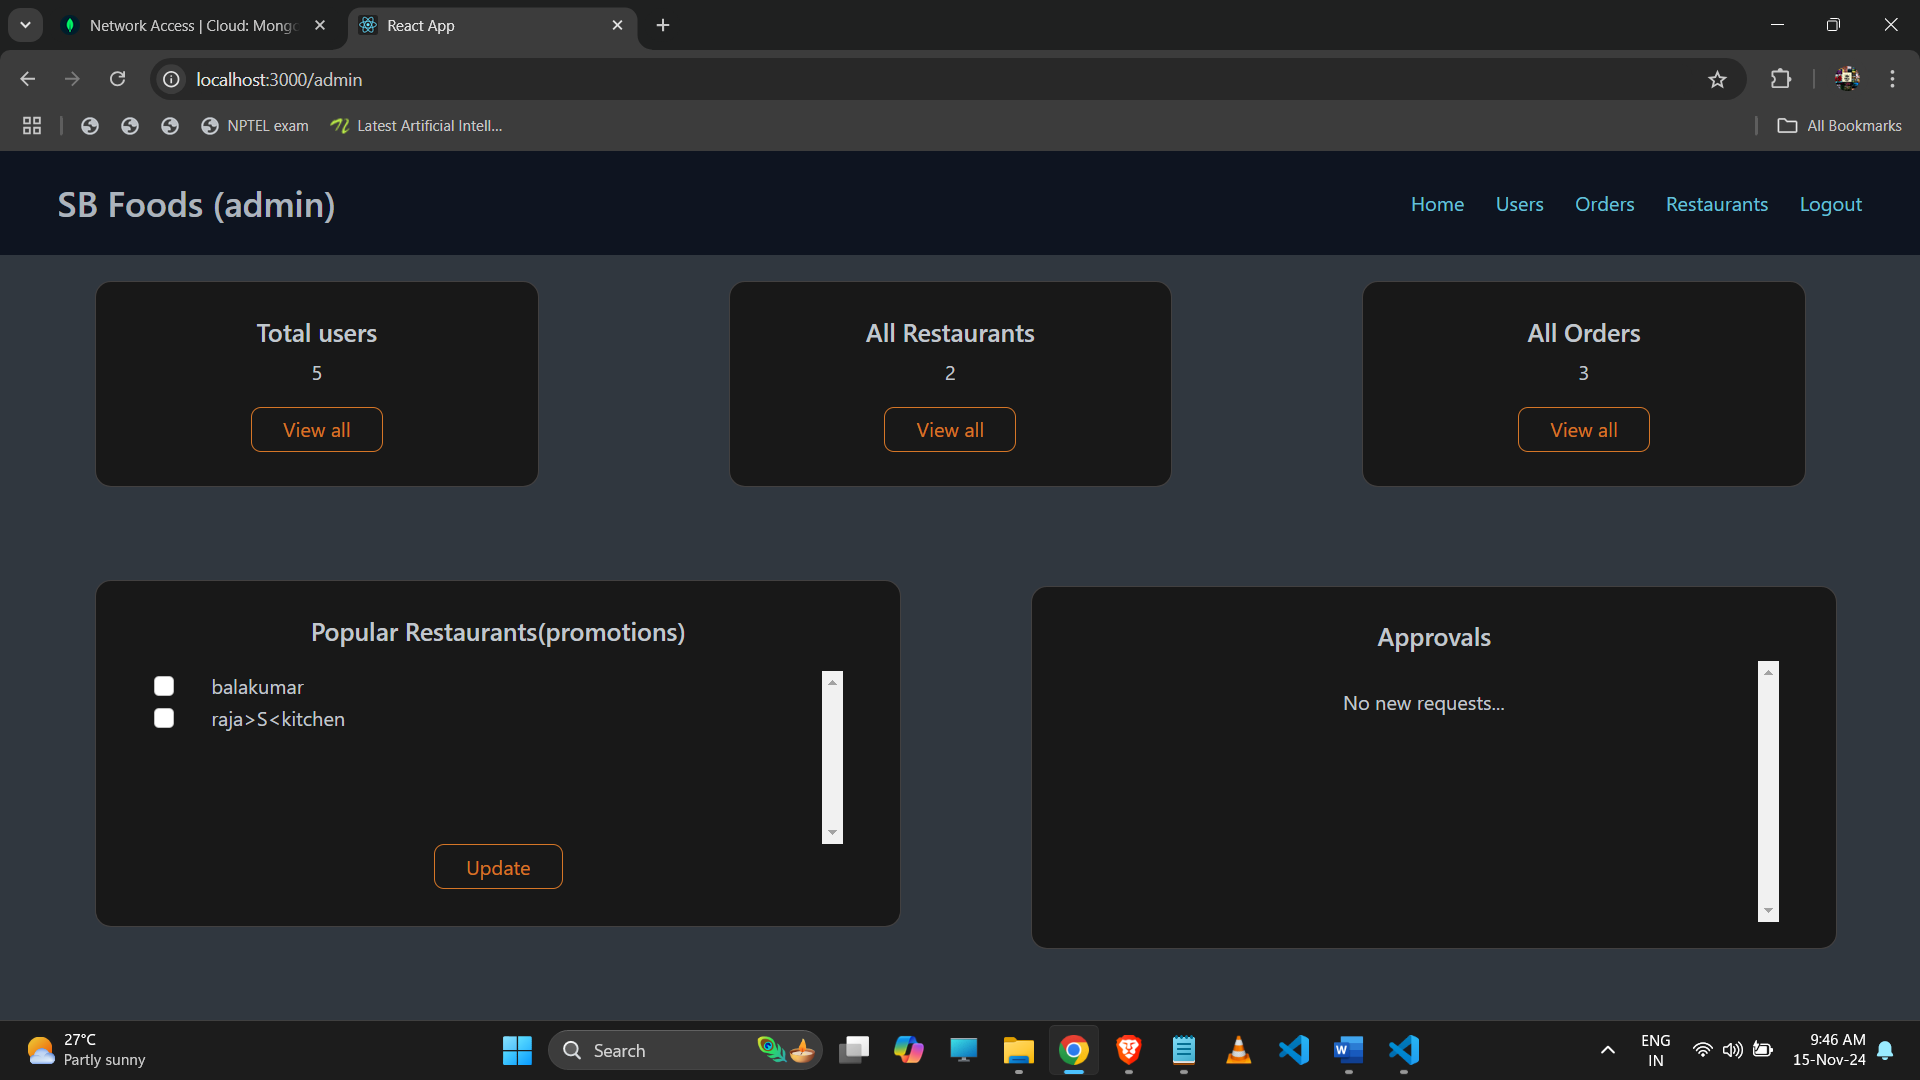 Network Access | Cloud: Mong
React App
localhost:3000/admin
NPTEL exam
Latest Artificial Intell...
All Bookmarks
SB Foods (admin)
Home
Users
Orders
Restaurants
Logout
Total users
5
View all
All Restaurants
2
View all
All Orders
3
View all
Popular Restaurants(promotions)
balakumar
raja>S<kitchen
Update
Approvals
No new requests...
27°C
Partly sunny
Search
ENG
IN
9:46 AM
15-Nov-24